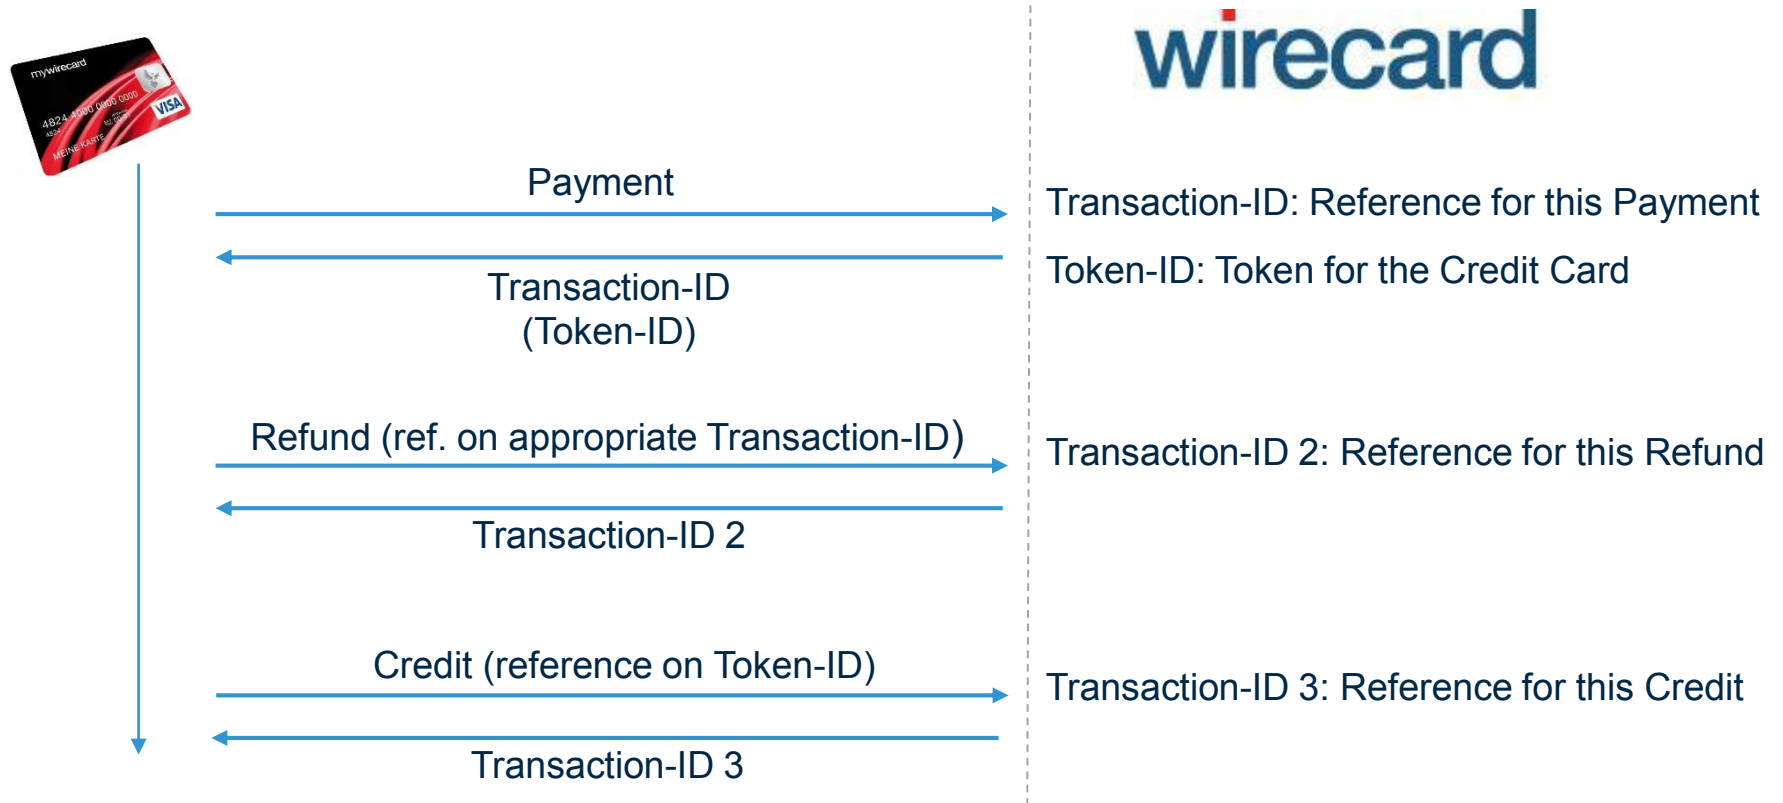 wirecard
mywirecard
VISA
4824 4000 0000 0000
4824
MEINE KARTE
Payment
Transaction-ID: Reference for this Payment
Transaction-ID
(Token-ID)
Token-ID: Token for the Credit Card
Refund (ref. on appropriate Transaction-ID)
Transaction-ID 2: Reference for this Refund
Transaction-ID 2
Credit (reference on Token-ID)
Transaction-ID 3: Reference for this Credit
Transaction-ID 3